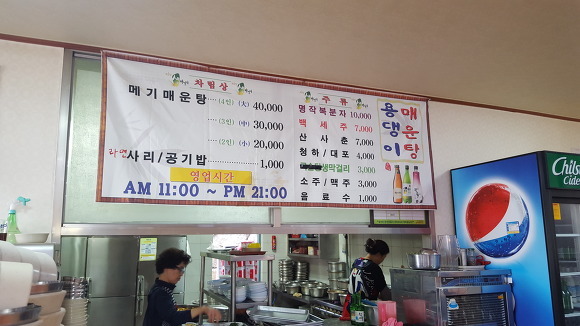 차림상
메기매운탕 (4인) (大) 40,000
(3인) (中) 30,000
(2인) (小) 20,000
라면사리/공기밥 1,000
영업시간
AM 11:00 ~ PM 21:00
주류
명작복분자 10,000
백세주 7,000
산사춘 7,000
청하/대포 4,000
생막걸리 3,000
소주/맥주 3,000
음료수 1,000
용댕이
매운탕
Chilsung
Cider
pepsi